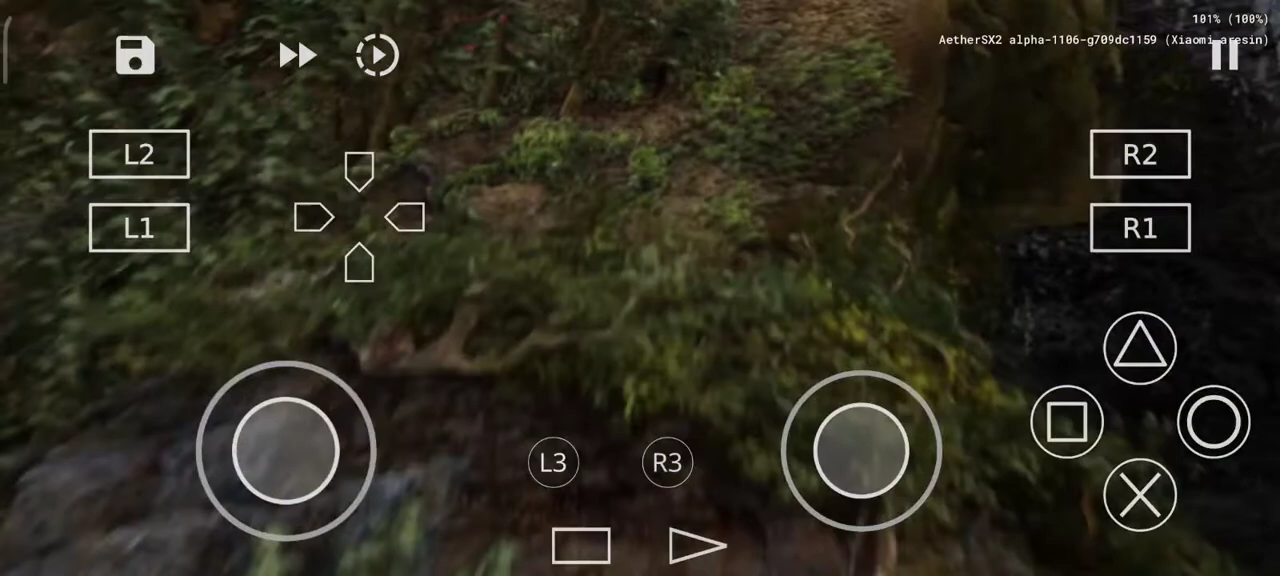 101% (100%)
AetherSX2 alpha-1106-g709dc1159 (Xiaomi aresin)
L2
R2
L1
R1
L3
R3